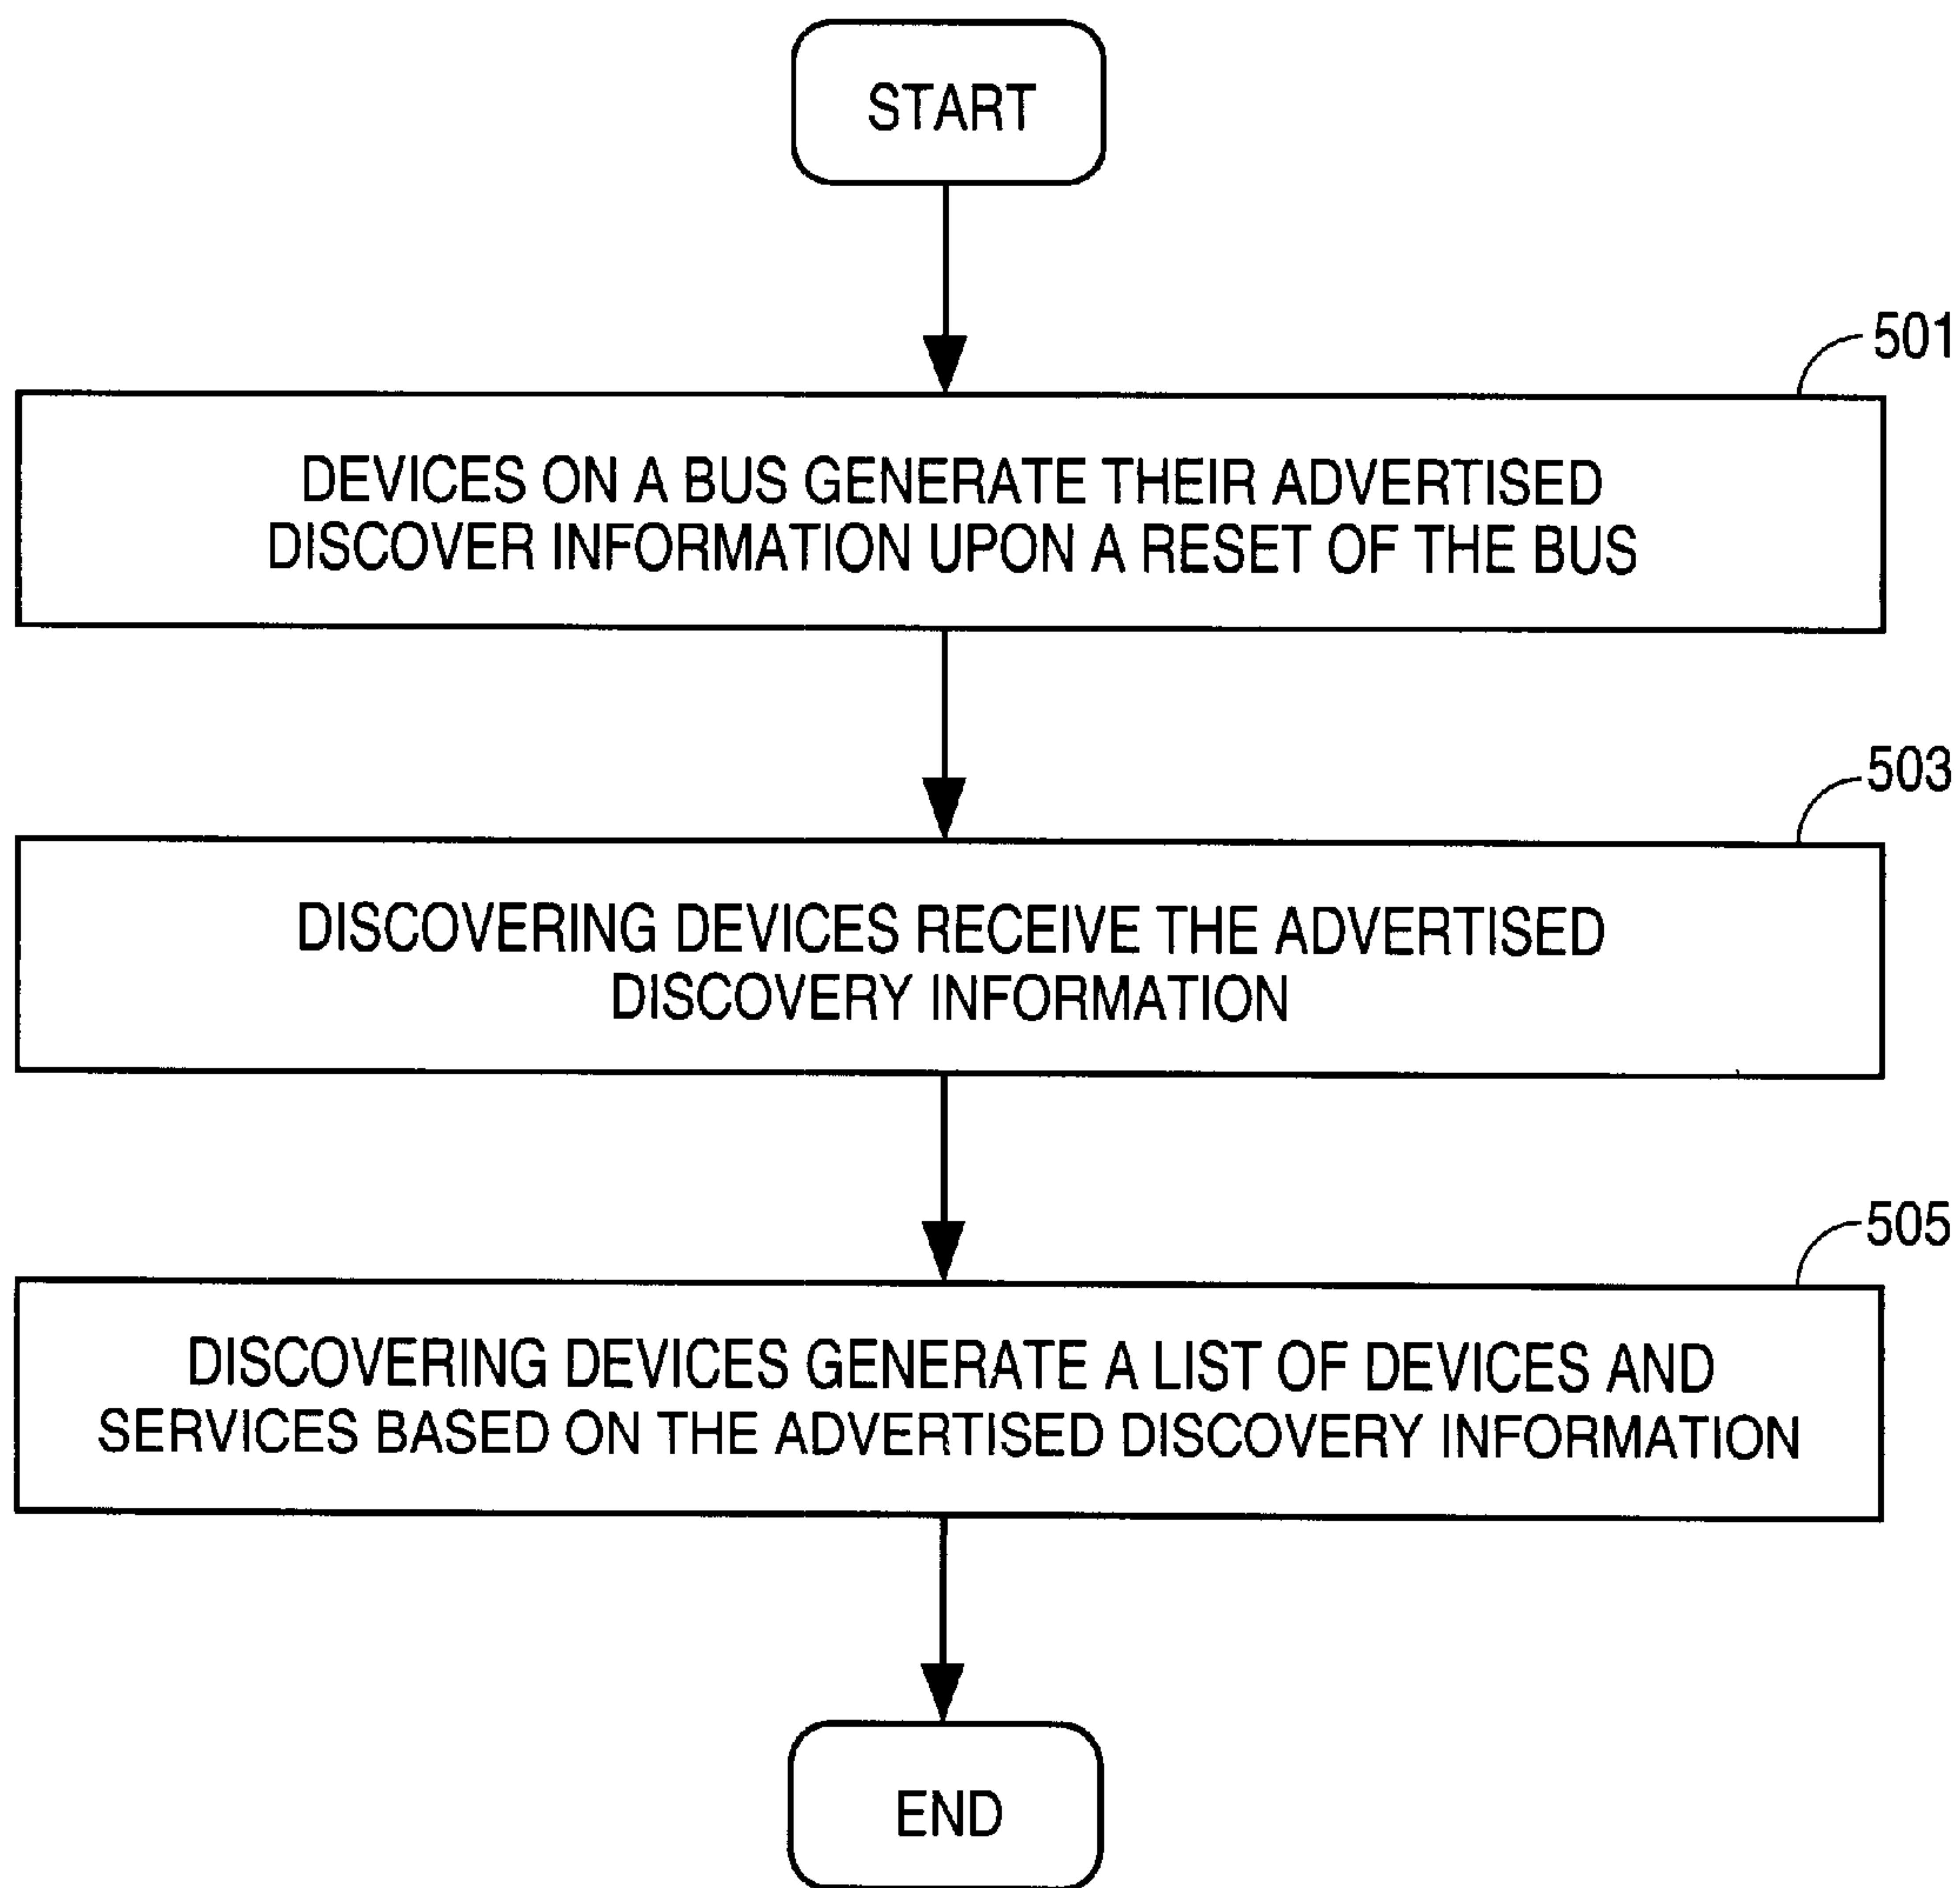 START
501
DEVICES ON A BUS GENERATE THEIR ADVERTISED
DISCOVER INFORMATION UPON A RESET OF THE BUS
503
DISCOVERING DEVICES RECEIVE THE ADVERTISED
DISCOVERY INFORMATION
505
DISCOVERING DEVICES GENERATE A LIST OF DEVICES AND
SERVICES BASED ON THE ADVERTISED DISCOVERY INFORMATION
END